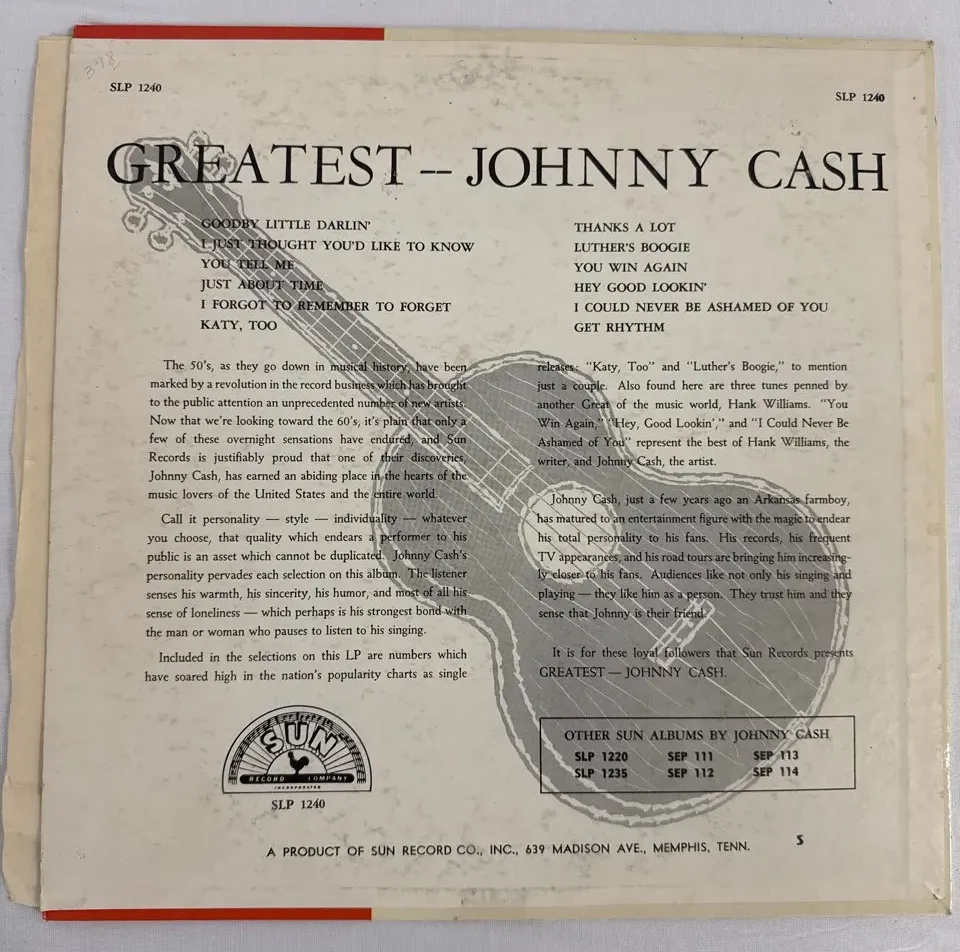 398
SLP 1240
SLP 1240
GREATEST -- JOHNNY CASH
GOODBY LITTLE DARLIN'
I JUST THOUGHT YOU'D LIKE TO KNOW
YOU TELL ME
JUST ABOUT TIME
I FORGOT TO REMEMBER TO FORGET
KATY, TOO
THANKS A LOT
LUTHER'S BOOGIE
YOU WIN AGAIN
HEY GOOD LOOKIN'
I COULD NEVER BE ASHAMED OF YOU
GET RHYTHM
The 50's, as they go down in musical history, have been
marked by a revolution in the record business which has brought
to the public attention an unprecedented number of new artists.
Now that we're looking toward the 60's, it's plain that only a
few of these overnight sensations have endured, and Sun
Records is justifiably proud that one of their discoveries,
Johnny Cash, has earned an abiding place in the hearts of the
music lovers of the United States and the entire world.
Call it personality — style — individuality — whatever
you choose, that quality which endears a performer to his
public is an asset which cannot be duplicated. Johnny Cash's
personality pervades each selection on this album. The listener
senses his warmth, his sincerity, his humor, and most of all his
sense of loneliness — which perhaps is his strongest bond with
the man or woman who pauses to listen to his singing.
Included in the selections on this LP are numbers which
have soared high in the nation's popularity charts as single
releases: "Katy, Too" and "Luther's Boogie," to mention
just a couple. Also found here are three tunes penned by
another Great of the music world, Hank Williams. "You
Win Again," "Hey, Good Lookin'," and "I Could Never Be
Ashamed of You" represent the best of Hank Williams, the
writer, and Johnny Cash, the artist.
Johnny Cash, just a few years ago an Arkansas farmboy,
has matured to an entertainment figure with the magic to endear
his total personality to his fans. His records, his frequent
TV appearances, and his road tours are bringing him increasing-
ly closer to his fans. Audiences like not only his singing and
playing — they like him as a person. They trust him and they
sense that Johnny is their friend.
It is for these loyal followers that Sun Records presents
GREATEST — JOHNNY CASH.
SUN
RECORD COMPANY
INCORPORATED
SLP 1240
OTHER SUN ALBUMS BY JOHNNY CASH
SLP 1220 SEP 111 SEP 113
SLP 1235 SEP 112 SEP 114
A PRODUCT OF SUN RECORD CO., INC., 639 MADISON AVE., MEMPHIS, TENN.
5